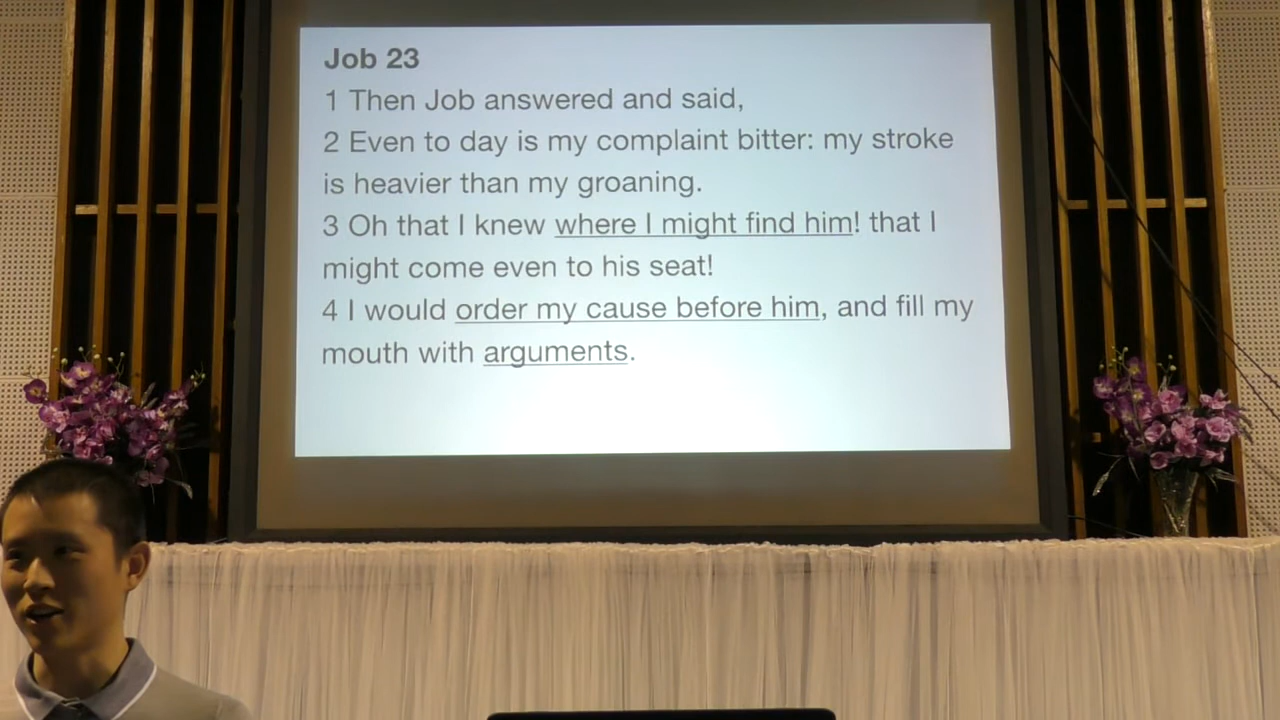 Job 23
1 Then Job answered and said,
2 Even to day is my complaint bitter: my stroke
is heavier than my groaning.
3 Oh that I knew where I might find him! that I
might come even to his seat!
4 I would order my cause before him, and fill my
mouth with arguments.